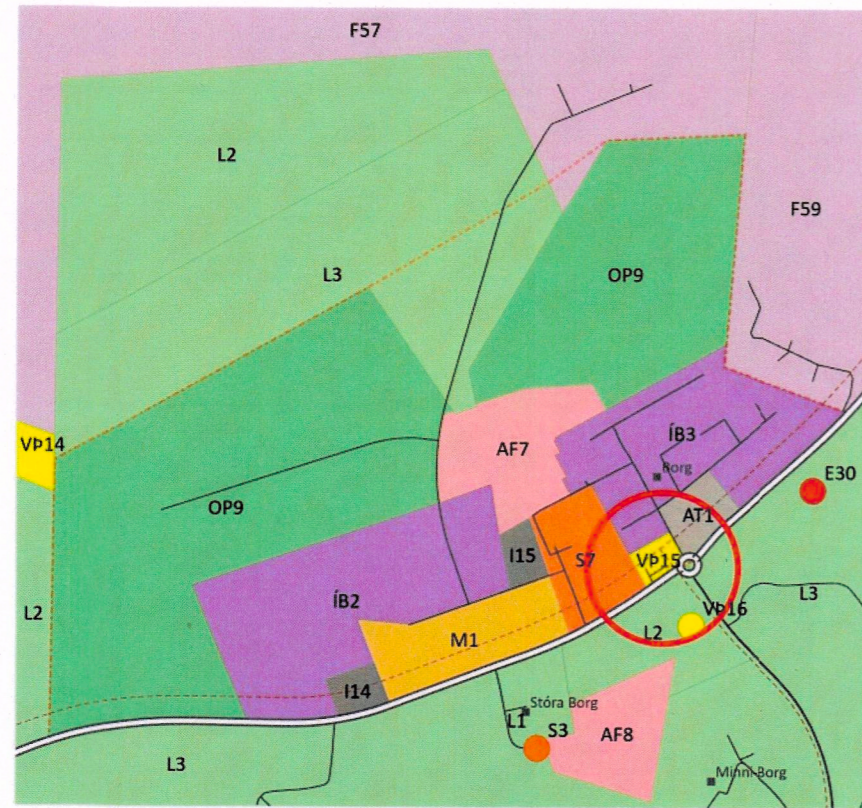 F57
L2
F59
L3
OP9
VÞ14
AF7
ÍB3
Borg
E30
OP9
AT1
I15
S7
VÞ15
L3
L2
ÍB2
VÞ16
L2
M1
I14
Stóra Borg
L1
S3
AF8
L3
Minni-Borg